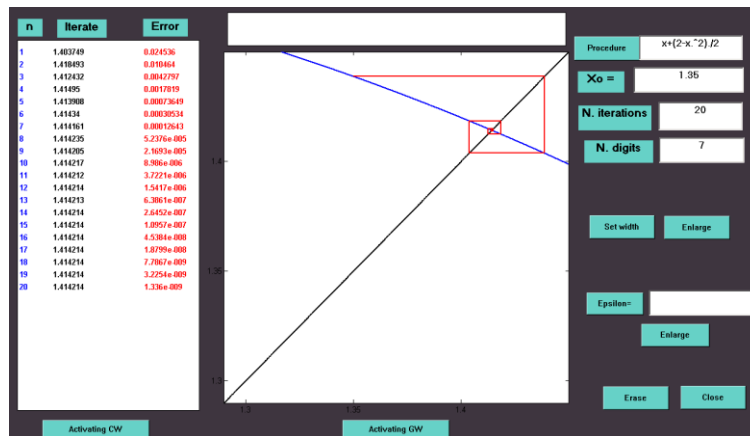 n Iterate Error
1 1.403749 0.024536
2 1.418493 0.010464
3 1.412432 0.0042797
4 1.41495 0.0017819
5 1.413908 0.00073649
6 1.41434 0.00030534
7 1.414161 0.00012643
8 1.414235 5.2376e-005
9 1.414205 2.1693e-005
10 1.414217 8.986e-006
11 1.414212 3.7221e-006
12 1.414214 1.5417e-006
13 1.414213 6.3861e-007
14 1.414214 2.6452e-007
15 1.414214 1.0957e-007
16 1.414214 4.5384e-008
17 1.414214 1.8799e-008
18 1.414214 7.7867e-009
19 1.414214 3.2254e-009
20 1.414214 1.336e-009
Activating CW
1.4
1.35
1.3
1.3 1.35 1.4
Activating GW
Procedure x+(2-x.^2)./2
Xo = 1.35
N. iterations 20
N. digits 7
Set width Enlarge
Epsilon=
Enlarge
Erase Close